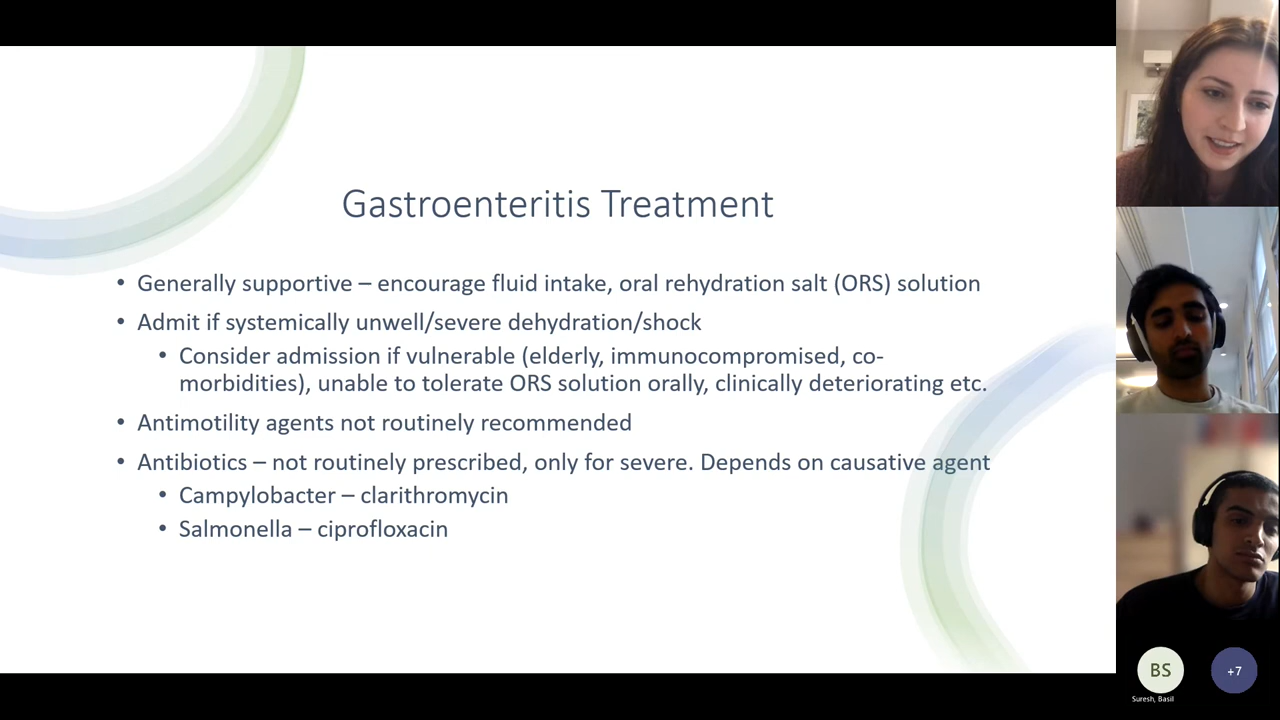 Gastroenteritis Treatment
• Generally supportive – encourage fluid intake, oral rehydration salt (ORS) solution
• Admit if systemically unwell/severe dehydration/shock
• Consider admission if vulnerable (elderly, immunocompromised, co-
morbidities), unable to tolerate ORS solution orally, clinically deteriorating etc.
• Antimotility agents not routinely recommended
• Antibiotics – not routinely prescribed, only for severe. Depends on causative agent
• Campylobacter – clarithromycin
• Salmonella – ciprofloxacin
BS
+7
Suresh, Basil